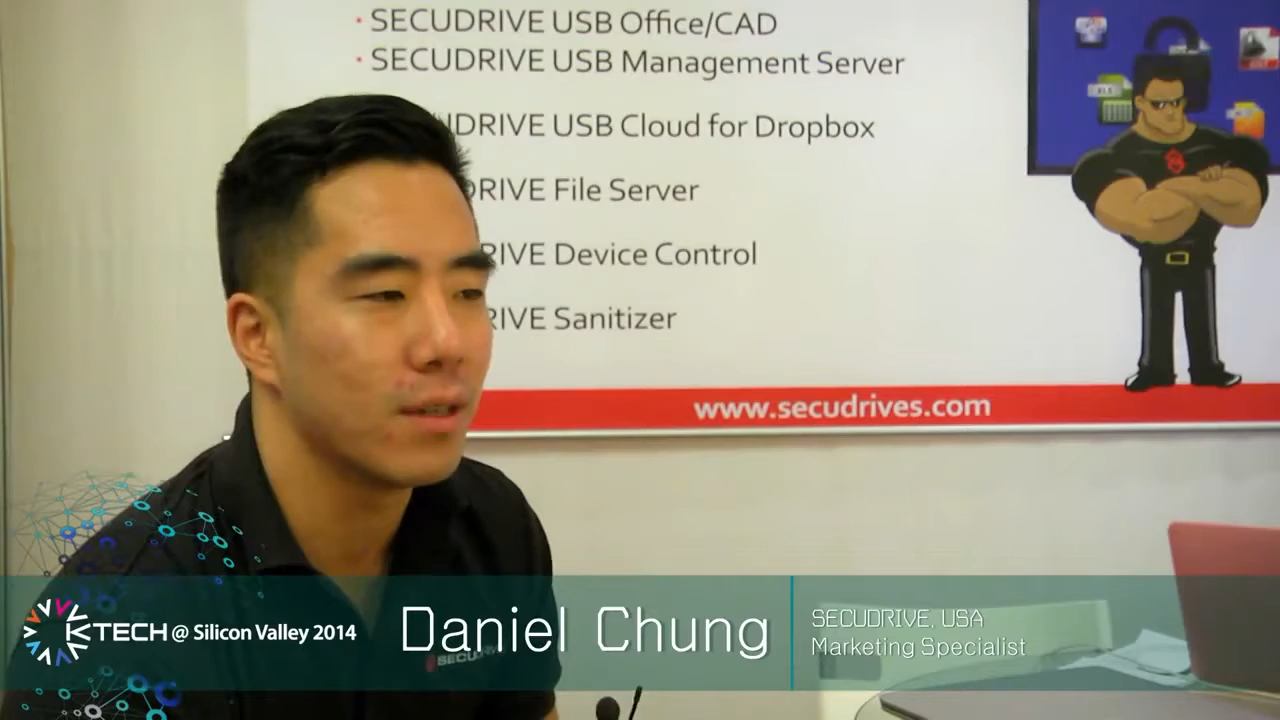 · SECUDRIVE USB Office/CAD
· SECUDRIVE USB Management Server
DRIVE USB Cloud for Dropbox
DRIVE File Server
RIVE Device Control
RIVE Sanitizer
www.secudrives.com
KTECH @ Silicon Valley 2014
Daniel Chung
SECUDRIVE, USA
Marketing Specialist